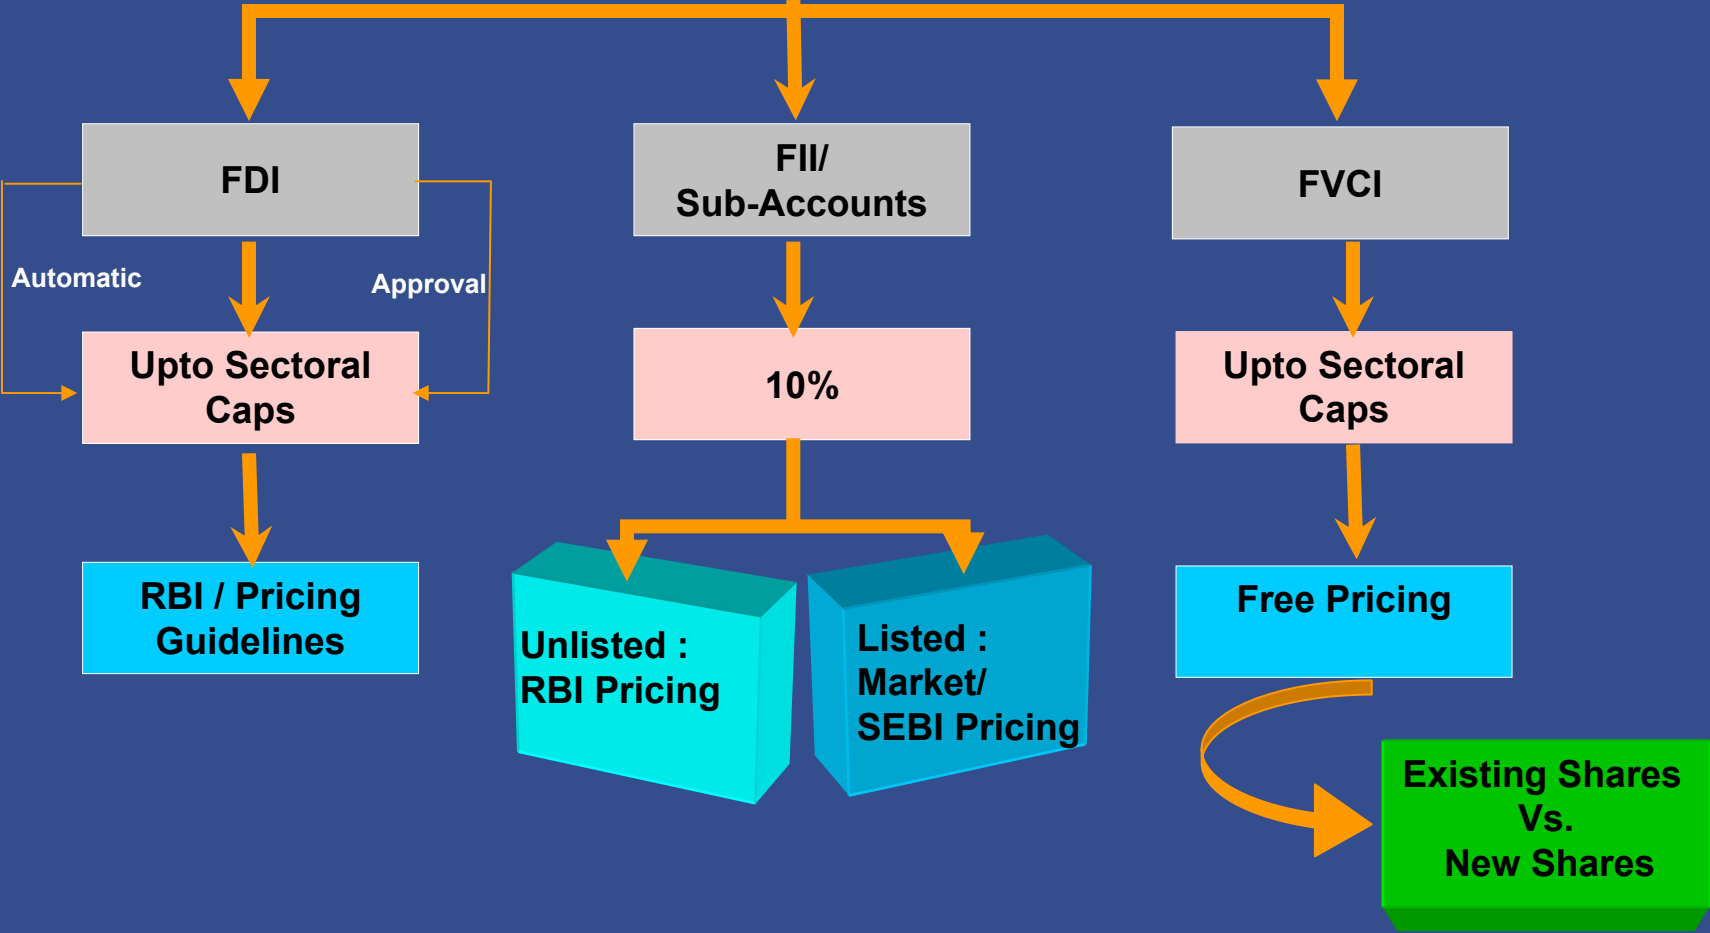 FDI
FII/
Sub-Accounts
FVCI
Automatic
Approval
Upto Sectoral
Caps
10%
Upto Sectoral
Caps
RBI / Pricing
Guidelines
Unlisted :
RBI Pricing
Listed :
Market/
SEBI Pricing
Free Pricing
Existing Shares
Vs.
New Shares